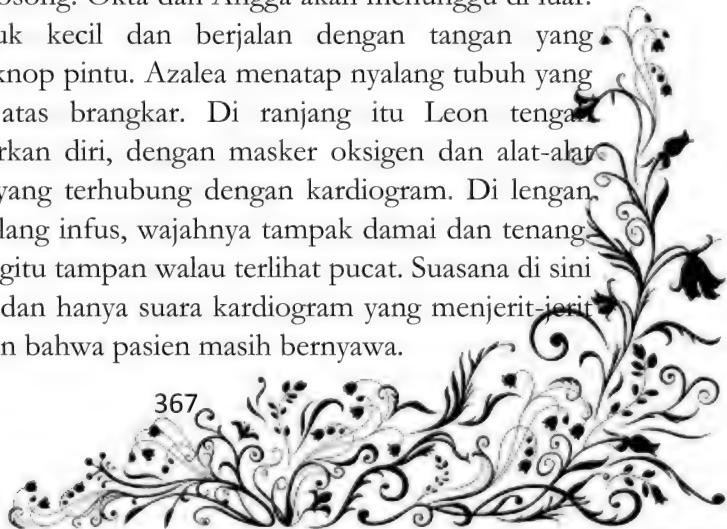 osong. Okta dan Angga akan menunggu di luar.
uk kecil dan berjalan dengan tangan yang
knop pintu. Azalea menatap nyalang tubuh yang
atas brangkar. Di ranjang itu Leon tengah
rkan diri, dengan masker oksigen dan alat-alat
yang terhubung dengan kardiogram. Di lengan
lang infus, wajahnya tampak damai dan tenang.
gitu tampan walau terlihat pucat. Suasana di sini
dan hanya suara kardiogram yang menjerit-jerit
n bahwa pasien masih bernyawa.
367